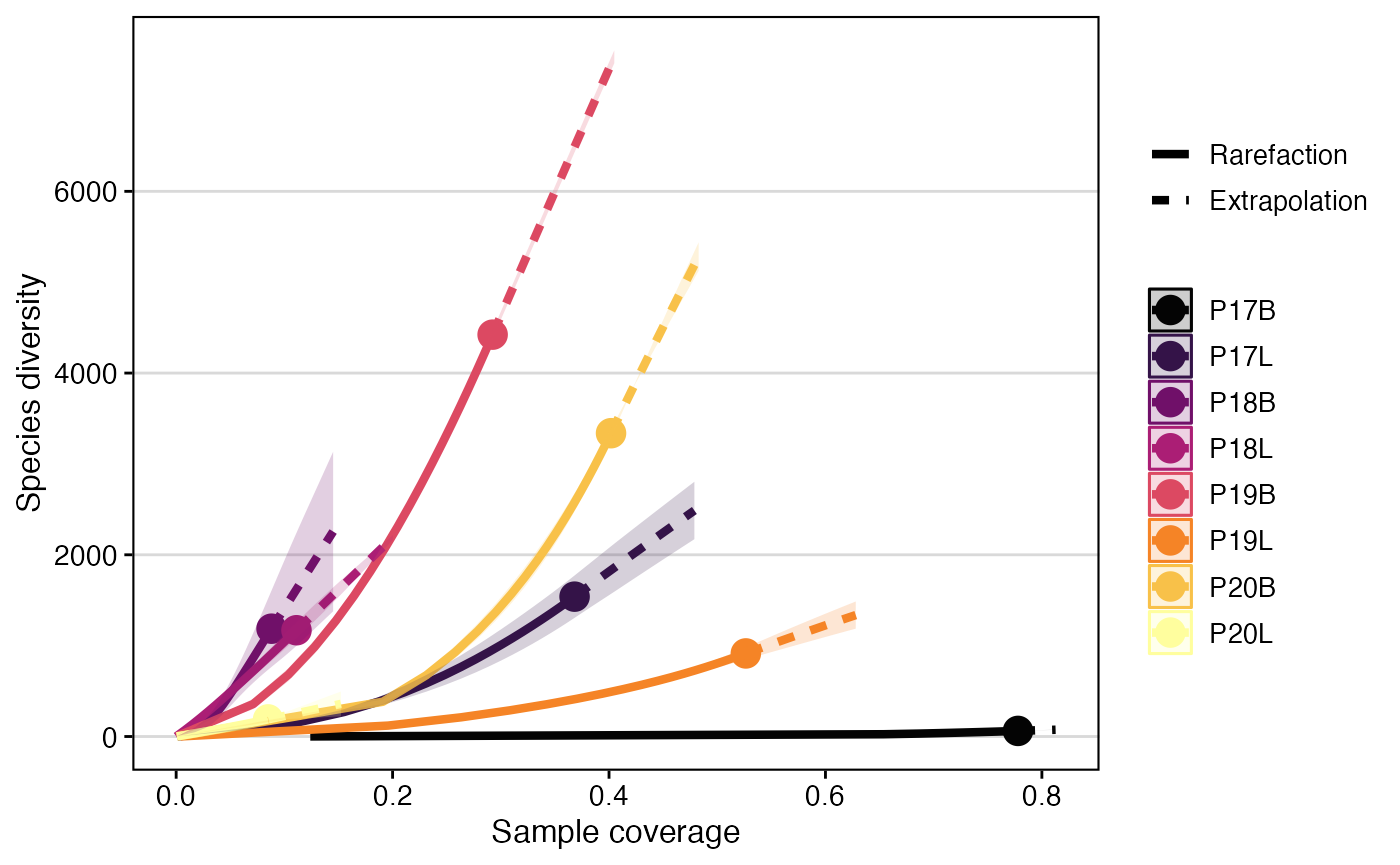 6000
4000
2000
0
0.0 0.2 0.4 0.6 0.8
Sample coverage
Species diversity
Rarefaction
Extrapolation
P17B
P17L
P18B
P18L
P19B
P19L
P20B
P20L